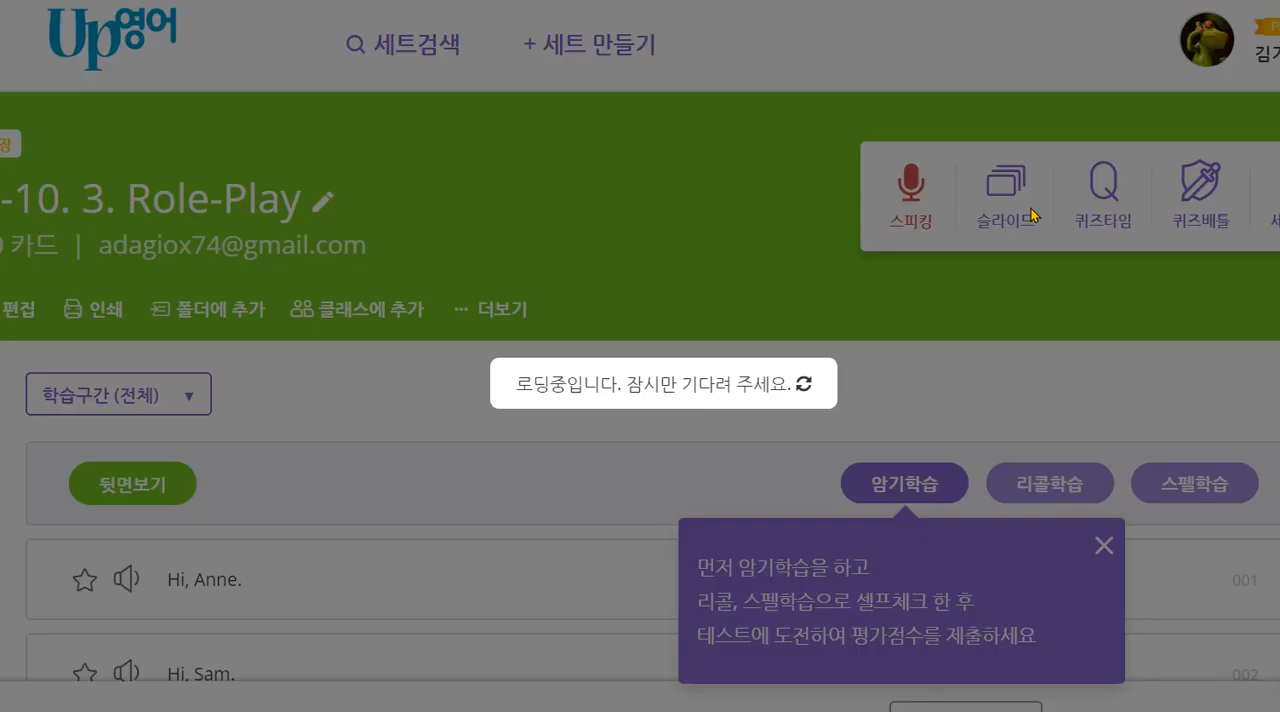 Up영어
세트검색
+ 세트 만들기
장
-10. 3. Role-Play
카드 | adagiox74@gmail.com
스피킹
슬라이드
퀴즈타임
퀴즈배틀
편집
인쇄
폴더에 추가
클래스에 추가
··· 더보기
학습구간 (전체) ▼
로딩중입니다. 잠시만 기다려 주세요.
뒷면보기
암기학습
리콜학습
스펠학습
먼저 암기학습을 하고
리콜, 스펠학습으로 셀프체크 한 후
테스트에 도전하여 평가점수를 제출하세요
Hi, Anne.
001
Hi, Sam.
002